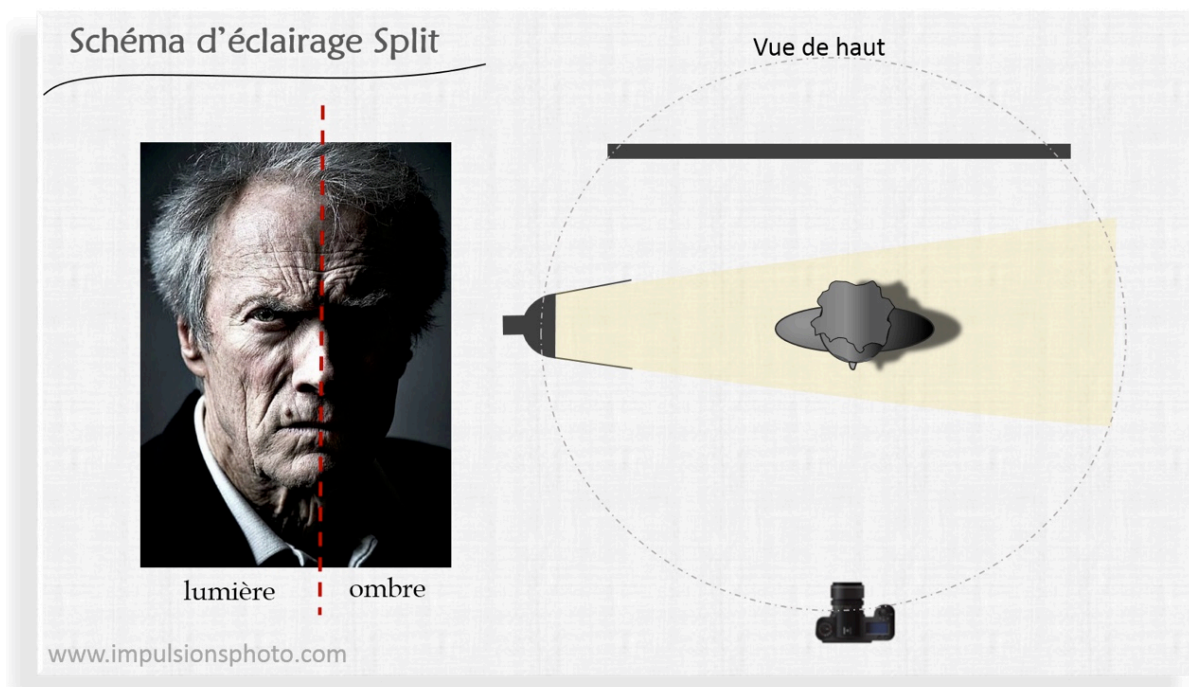 Schéma d'éclairage Split
Vue de haut
lumière
ombre
www.impulsionsphoto.com